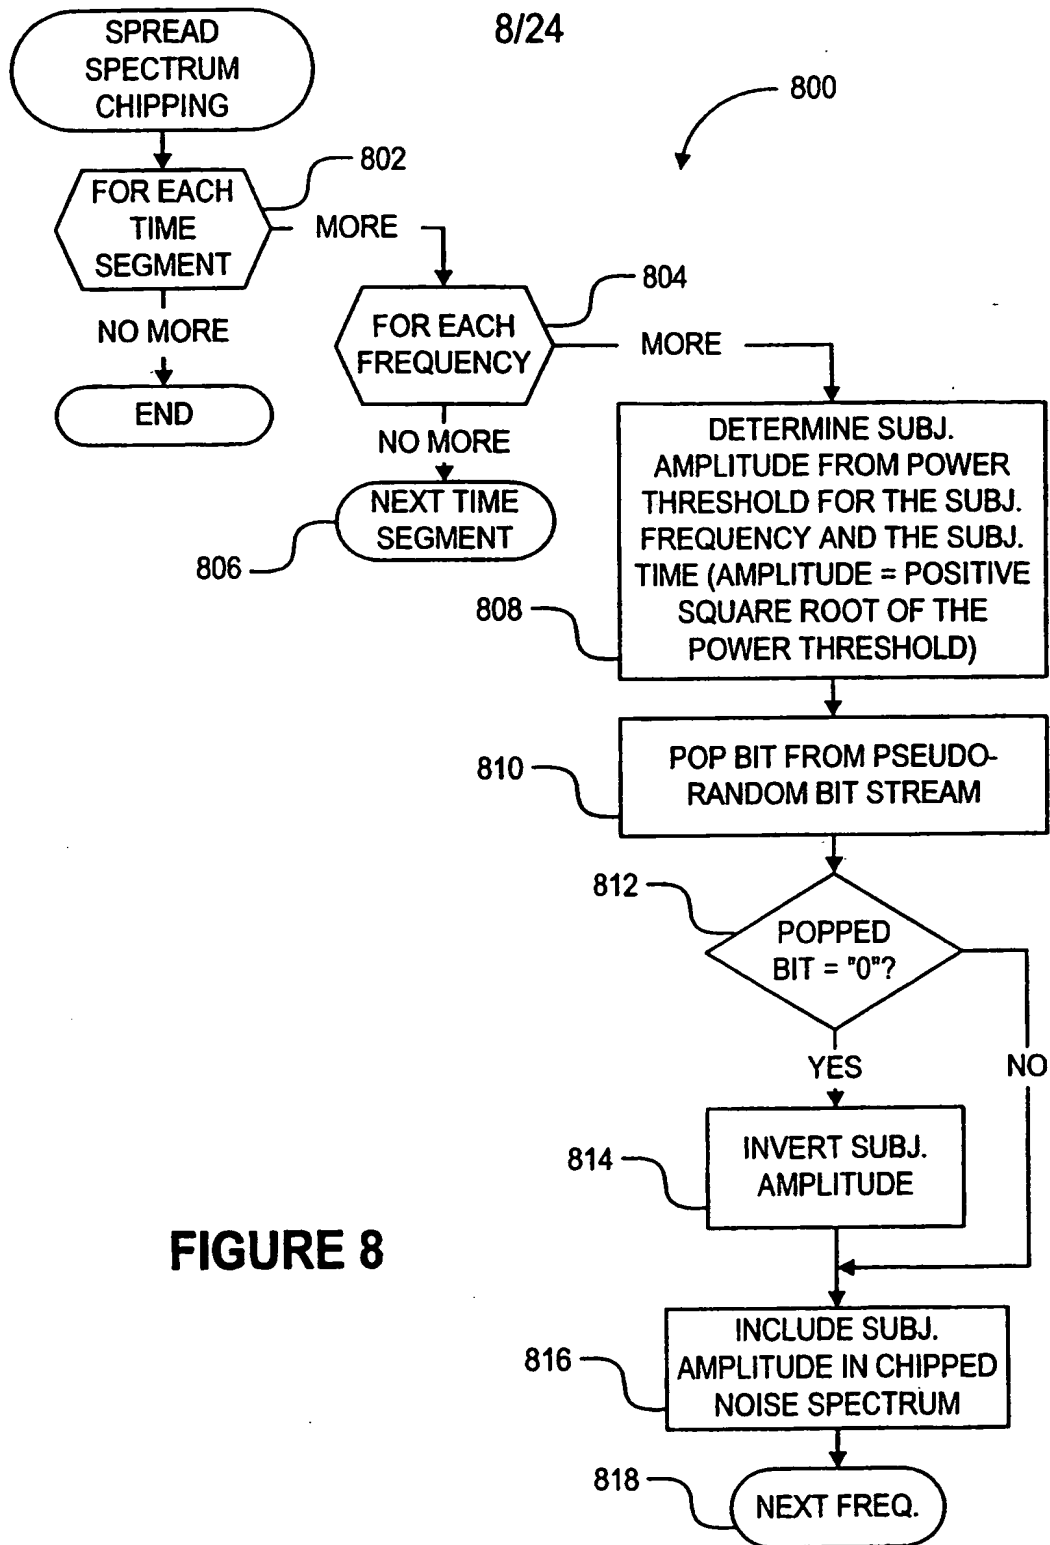 8/24
SPREAD
SPECTRUM
CHIPPING
800
802
FOR EACH
TIME
SEGMENT
MORE
NO MORE
END
804
FOR EACH
FREQUENCY
MORE
NO MORE
NEXT TIME
SEGMENT
806
DETERMINE SUBJ.
AMPLITUDE FROM POWER
THRESHOLD FOR THE SUBJ.
FREQUENCY AND THE SUBJ.
TIME (AMPLITUDE = POSITIVE
SQUARE ROOT OF THE
POWER THRESHOLD)
808
POP BIT FROM PSEUDO-
RANDOM BIT STREAM
810
812
POPPED
BIT = "0"?
YES
NO
INVERT SUBJ.
AMPLITUDE
814
FIGURE 8
INCLUDE SUBJ.
AMPLITUDE IN CHIPPED
NOISE SPECTRUM
816
818
NEXT FREQ.